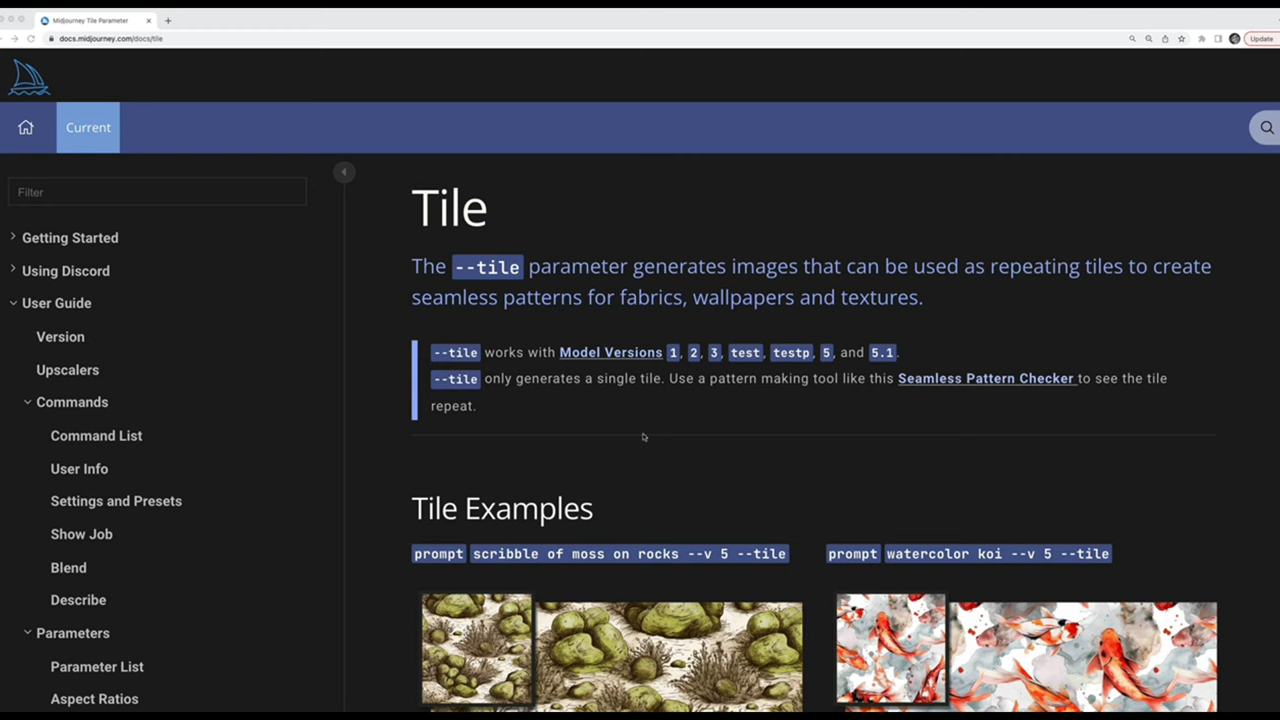 Midjourney Tile Parameter
docs.midjourney.com/docs/tile
Update
Current
Filter
Getting Started
Using Discord
User Guide
Version
Upscalers
Commands
Command List
User Info
Settings and Presets
Show Job
Blend
Describe
Parameters
Parameter List
Aspect Ratios
Tile
The --tile parameter generates images that can be used as repeating tiles to create
seamless patterns for fabrics, wallpapers and textures.
--tile works with Model Versions 1, 2, 3, test, testp, 5, and 5.1.
--tile only generates a single tile. Use a pattern making tool like this Seamless Pattern Checker to see the tile
repeat.
Tile Examples
prompt scribble of moss on rocks --v 5 --tile
prompt watercolor koi --v 5 --tile